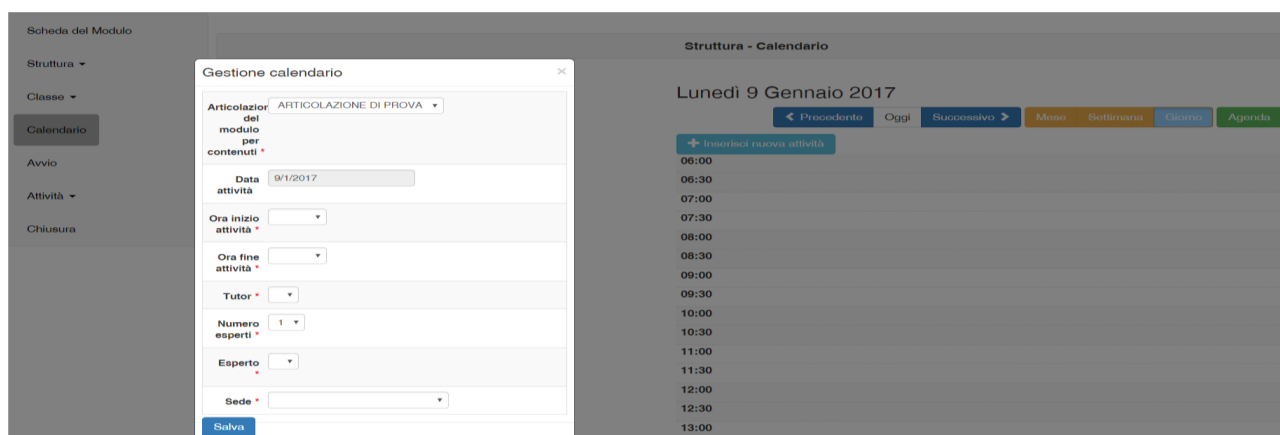 Scheda del Modulo
Struttura
Classe
Calendario
Avvio
Attività
Chiusura
Gestione calendario ×
Articolazior ARTICOLAZIONE DI PROVA
del
modulo
per
contenuti *
Data 9/1/2017
attività
Ora inizio
attività *
Ora fine
attività *
Tutor *
Numero 1
esperti *
Esperto
*
Sede *
Salva
Struttura - Calendario
Lunedì 9 Gennaio 2017
Precedente Oggi Successivo Mese Settimana Giorno Agenda
Inserisci nuova attività
06:00
06:30
07:00
07:30
08:00
08:30
09:00
09:30
10:00
10:30
11:00
11:30
12:00
12:30
13:00